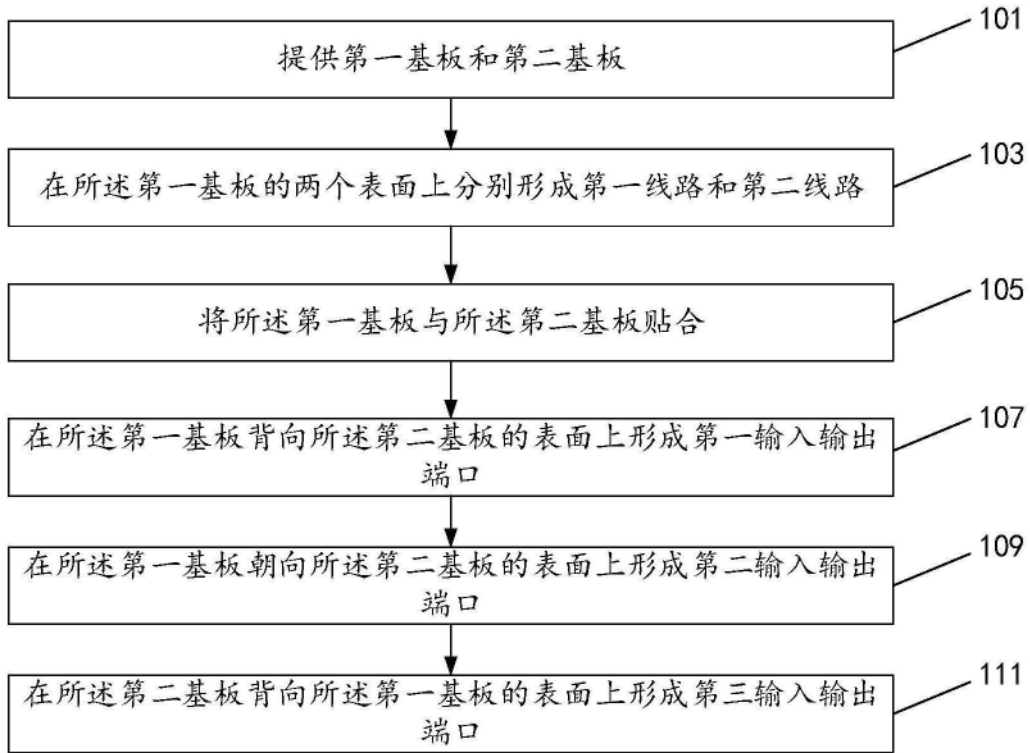 101
提供第一基板和第二基板
103
在所述第一基板的两个表面上分别形成第一线路和第二线路
105
将所述第一基板与所述第二基板贴合
107
在所述第一基板背向所述第二基板的表面上形成第一输入输出
端口
109
在所述第一基板朝向所述第二基板的表面上形成第二输入输出
端口
111
在所述第二基板背向所述第一基板的表面上形成第三输入输出
端口